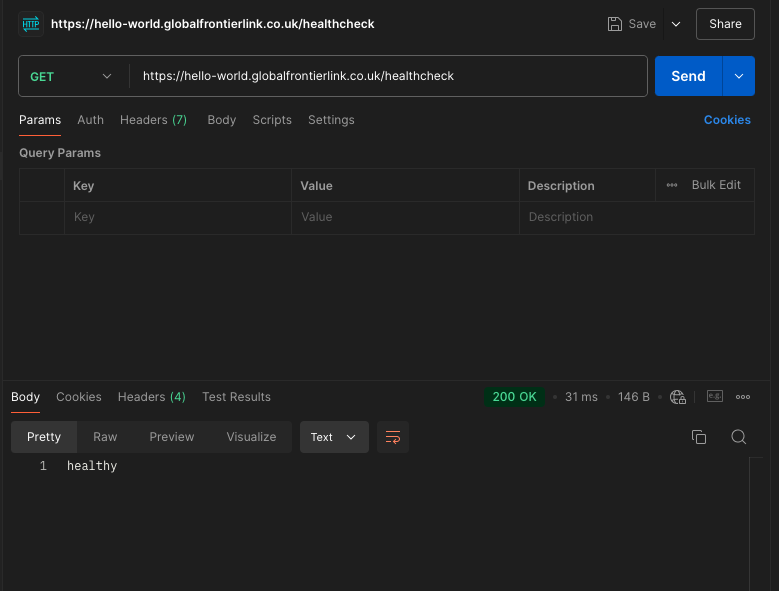 HTTP https://hello-world.globalfrontierlink.co.uk/healthcheck Save Share
GET https://hello-world.globalfrontierlink.co.uk/healthcheck Send
Params Auth Headers (7) Body Scripts Settings Cookies
Query Params
Key Value Description Bulk Edit
Key Value Description
Body Cookies Headers (4) Test Results 200 OK 31 ms 146 B e.g.
Pretty Raw Preview Visualize Text
1 healthy